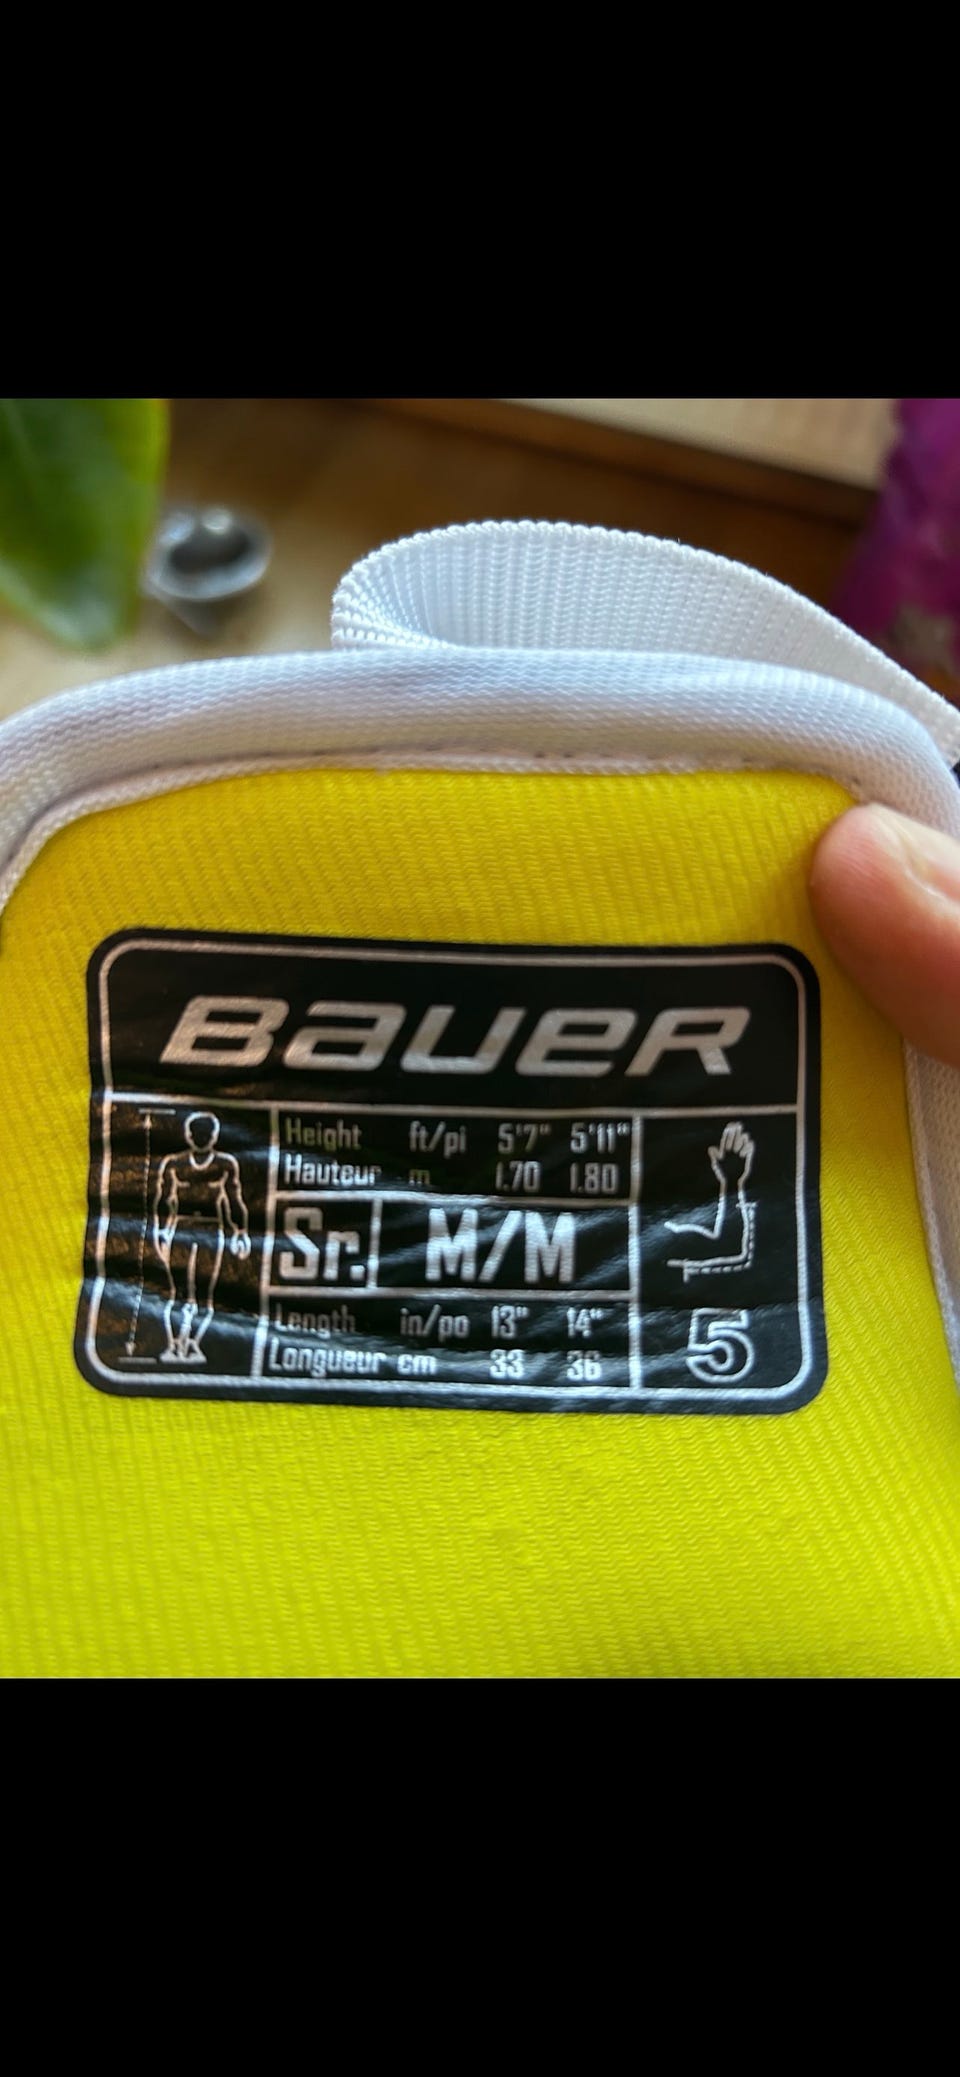 BAUER
Height ft/pi 5'7" 5'11"
Hauteur m 1.70 1.80
Sr. M/M
Length in/po 13" 14"
Longueur cm 33 36
5